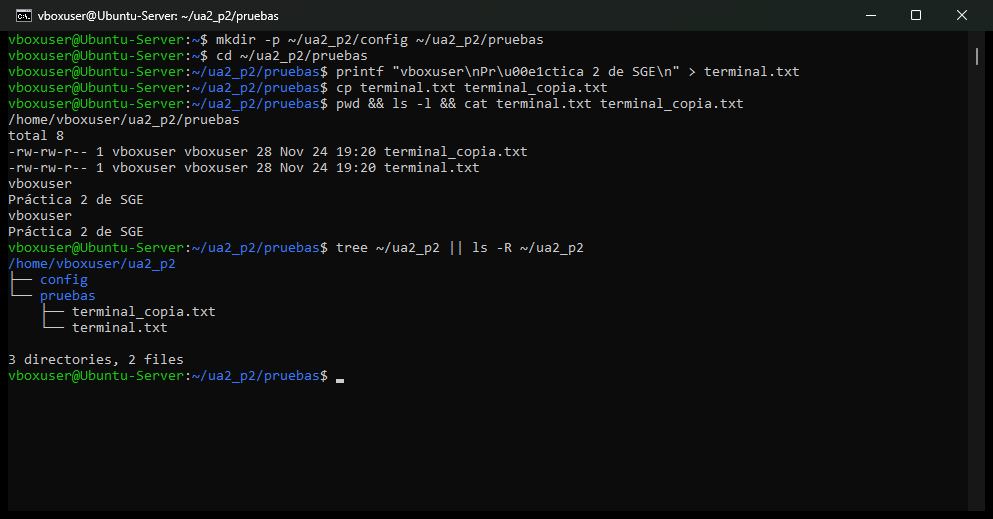 vboxuser@Ubuntu-Server: ~/ua2_p2/pruebas
vboxuser@Ubuntu-Server:~$ mkdir -p ~/ua2_p2/config ~/ua2_p2/pruebas
vboxuser@Ubuntu-Server:~$ cd ~/ua2_p2/pruebas
vboxuser@Ubuntu-Server:~/ua2_p2/pruebas$ printf "vboxuser\nPr\u00e1ctica 2 de SGE\n" > terminal.txt
vboxuser@Ubuntu-Server:~/ua2_p2/pruebas$ cp terminal.txt terminal_copia.txt
vboxuser@Ubuntu-Server:~/ua2_p2/pruebas$ pwd && ls -l && cat terminal.txt terminal_copia.txt
/home/vboxuser/ua2_p2/pruebas
total 8
-rw-rw-r-- 1 vboxuser vboxuser 28 Nov 24 19:20 terminal_copia.txt
-rw-rw-r-- 1 vboxuser vboxuser 28 Nov 24 19:20 terminal.txt
vboxuser
Práctica 2 de SGE
vboxuser
Práctica 2 de SGE
vboxuser@Ubuntu-Server:~/ua2_p2/pruebas$ tree ~/ua2_p2 || ls -R ~/ua2_p2
/home/vboxuser/ua2_p2
├── config
└── pruebas
    ├── terminal_copia.txt
    └── terminal.txt
3 directories, 2 files
vboxuser@Ubuntu-Server:~/ua2_p2/pruebas$